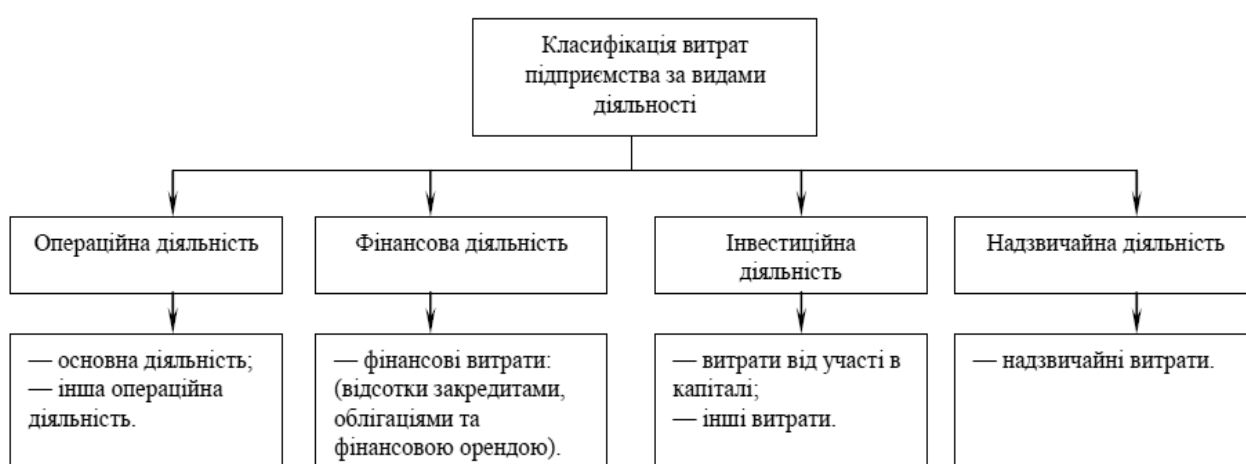 Класифікація витрат
підприємства за видами
діяльності
Операційна діяльність
Фінансова діяльність
Інвестиційна
діяльність
Надзвичайна діяльність
— основна діяльність;
— інша операційна
діяльність.
— фінансові витрати:
(відсотки закредитами,
облігаціями та
фінансовою орендою).
— витрати від участі в
капіталі;
— інші витрати.
— надзвичайні витрати.